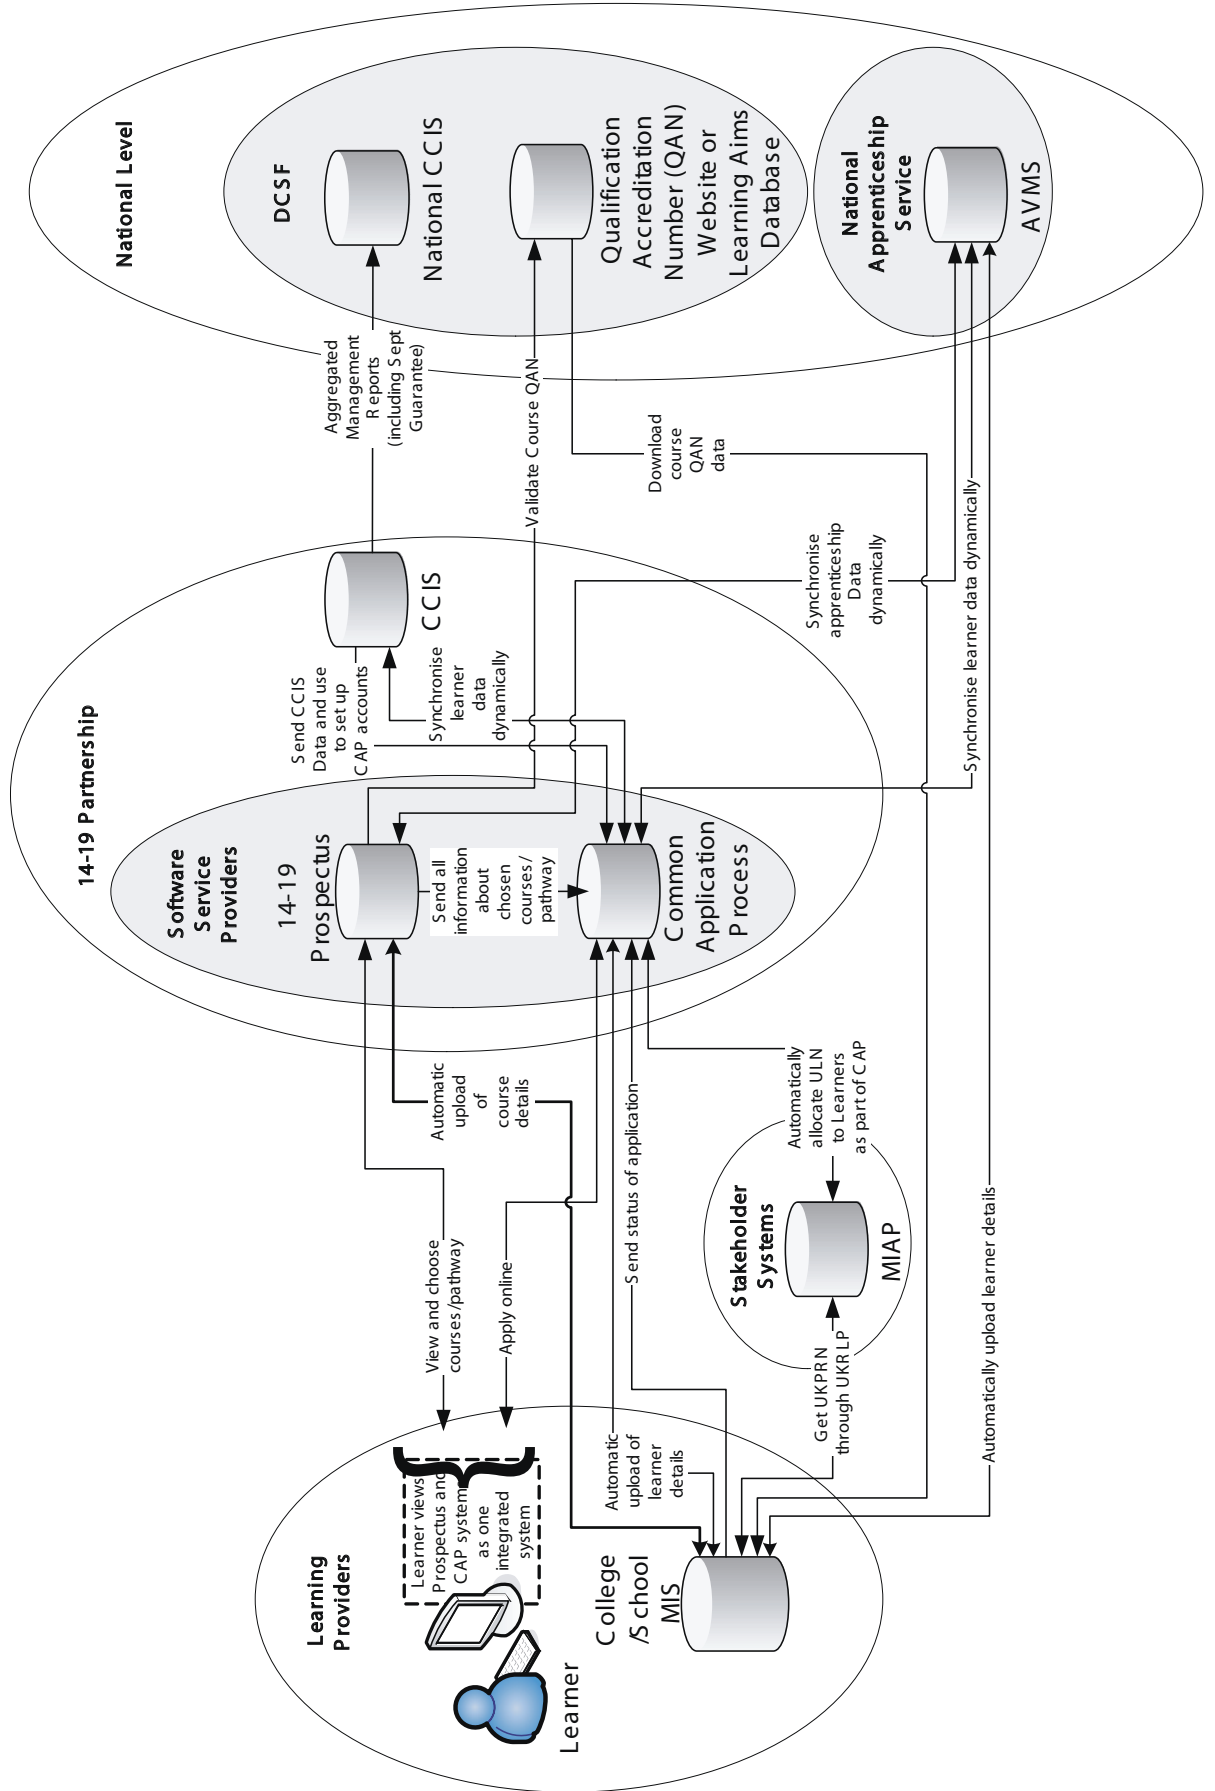 National Level
DCSF
National CCIS
Qualification
Accreditation
Number (QAN)
Website or
Learning Aims
Database
National
Apprenticeship
Service
AVMS
Aggregated
Management
Reports
(including Sept
Guarantee)
Validate Course QAN
Download
course
QAN
data
14-19 Partnership
CCIS
Send CCIS
Data and use
to set up
CAP accounts
Synchronise
learner
data
dynamically
Synchronise
apprenticeship
Data
dynamically
Synchronise learner data dynamically
Software
Service
Providers
14-19
Prospectus
Send all
information
about
chosen
courses/
pathway
Common
Application
Process
Automatic
upload
of
course
details
Send status of application
Automatically
allocate ULN
to Learners
as part of CAP
Stakeholder
Systems
MIAP
View and choose
courses/pathway
Apply online
Get UKPRN
through UKRLP
Automatically upload learner details
Learning
Providers
Learner views
Prospectus and
CAP system
as one
integrated
system
Automatic
upload of
learner
details
College
/School
MIS
Learner